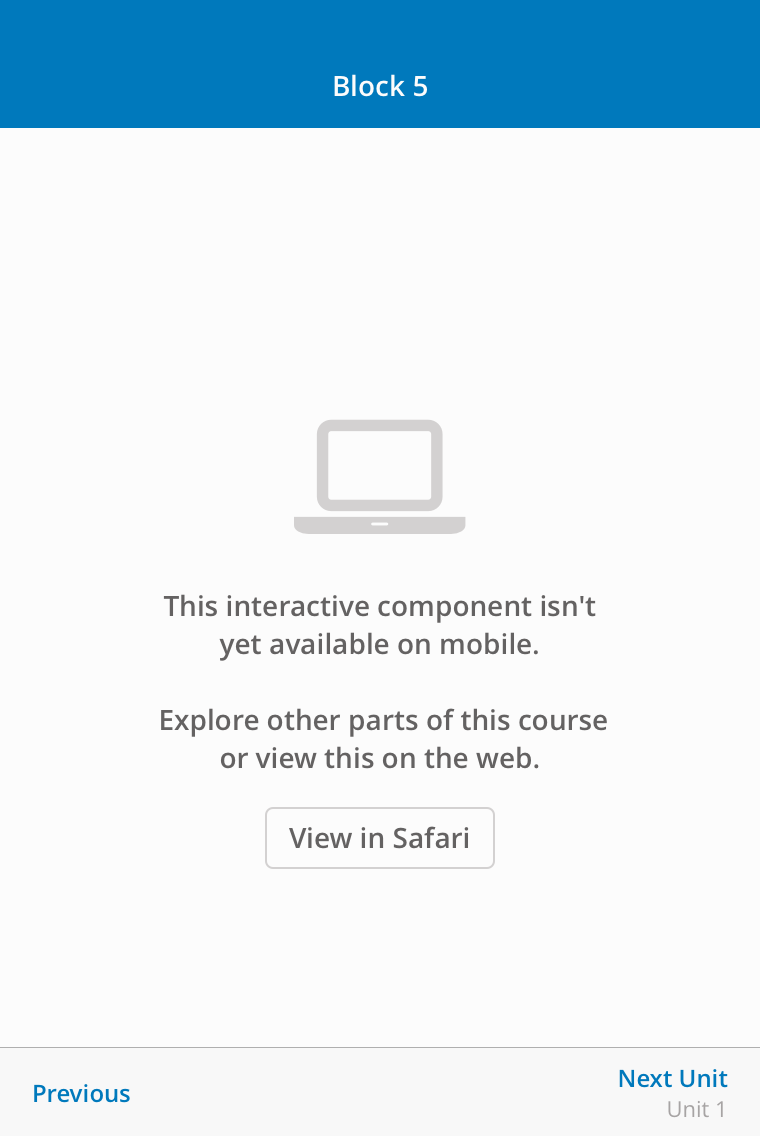 Block 5
This interactive component isn't
yet available on mobile.
Explore other parts of this course
or view this on the web.
View in Safari
Previous
Next Unit
Unit 1